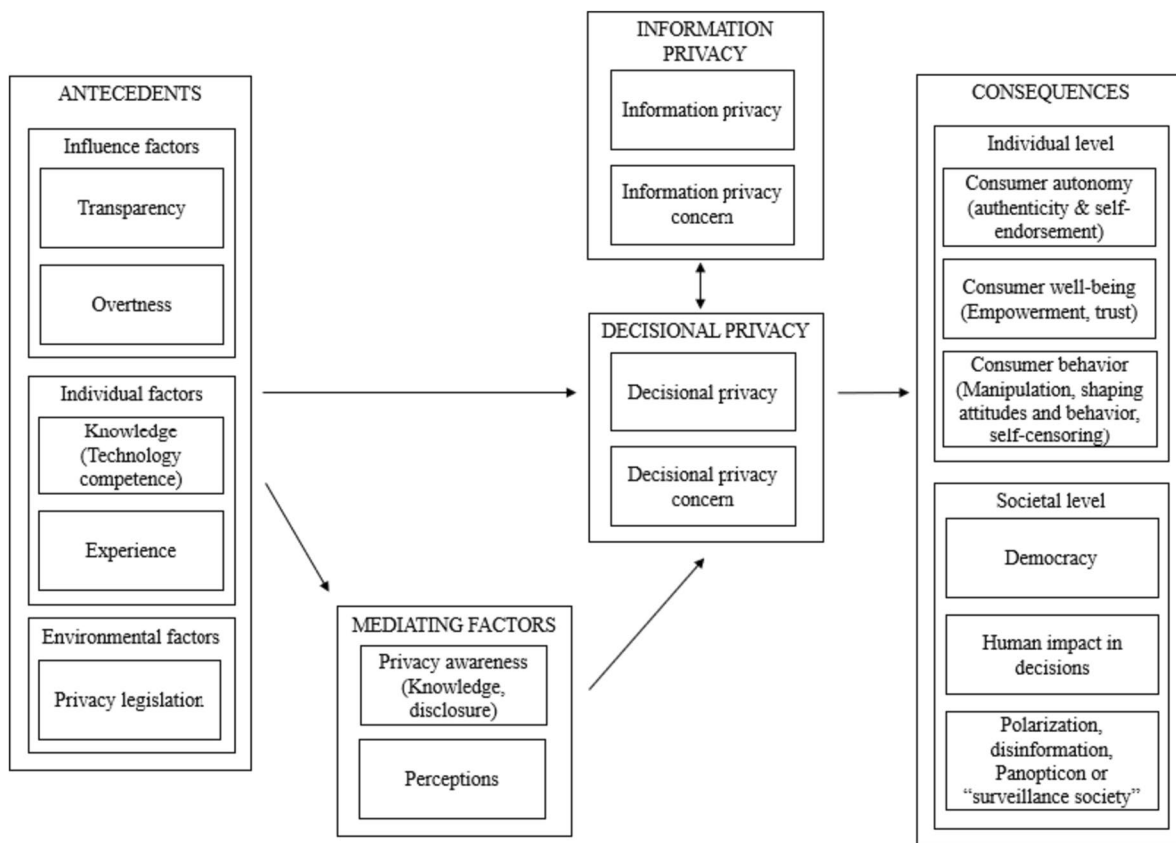 ANTECEDENTS
Influence factors
Transparency
Overtness
Individual factors
Knowledge
(Technology
competence)
Experience
Environmental factors
Privacy legislation
MEDIATING FACTORS
Privacy awareness
(Knowledge,
disclosure)
Perceptions
INFORMATION
PRIVACY
Information privacy
Information privacy
concern
DECISIONAL PRIVACY
Decisional privacy
Decisional privacy
concern
CONSEQUENCES
Individual level
Consumer autonomy
(authenticity & self-
endorsement)
Consumer well-being
(Empowerment, trust)
Consumer behavior
(Manipulation, shaping
attitudes and behavior,
self-censoring)
Societal level
Democracy
Human impact in
decisions
Polarization,
disinformation,
Panopticon or
“surveillance society”